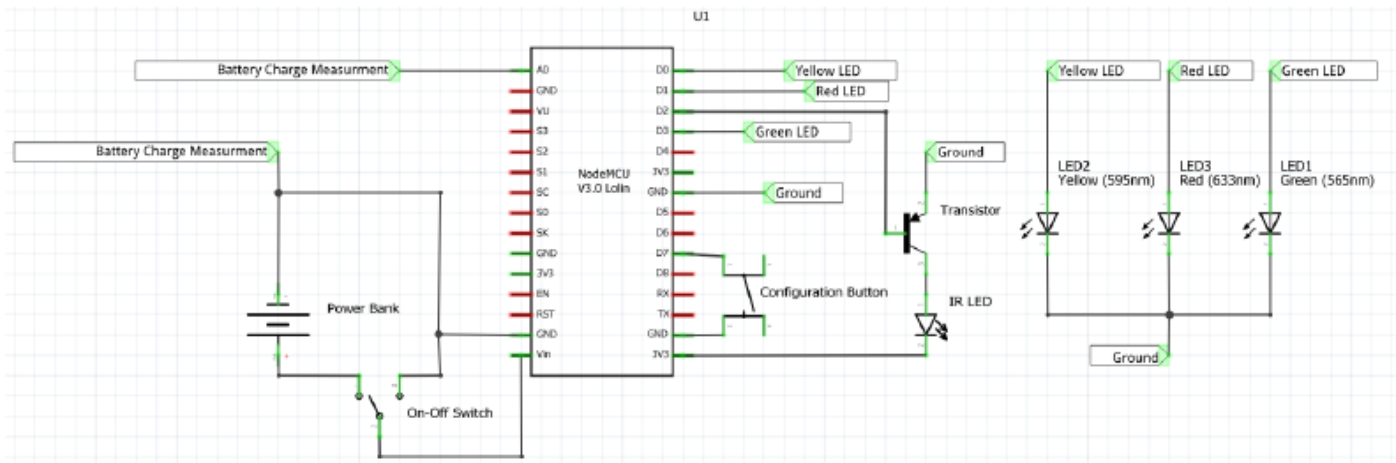 U1
Battery Charge Measurment
Battery Charge Measurment
A0
GND
VU
S3
S2
S1
SC
S0
SK
GND
3V3
EN
RST
GND
Vin
NodeMCU
V3.0 Lolin
D0
D1
D2
D3
D4
3V3
GND
D5
D6
D7
D8
RX
TX
GND
3V3
Yellow LED
Red LED
Green LED
Ground
Ground
Transistor
Configuration Button
IR LED
Power Bank
On-Off Switch
Yellow LED
Red LED
Green LED
LED2
Yellow (595nm)
LED3
Red (633nm)
LED1
Green (565nm)
Ground